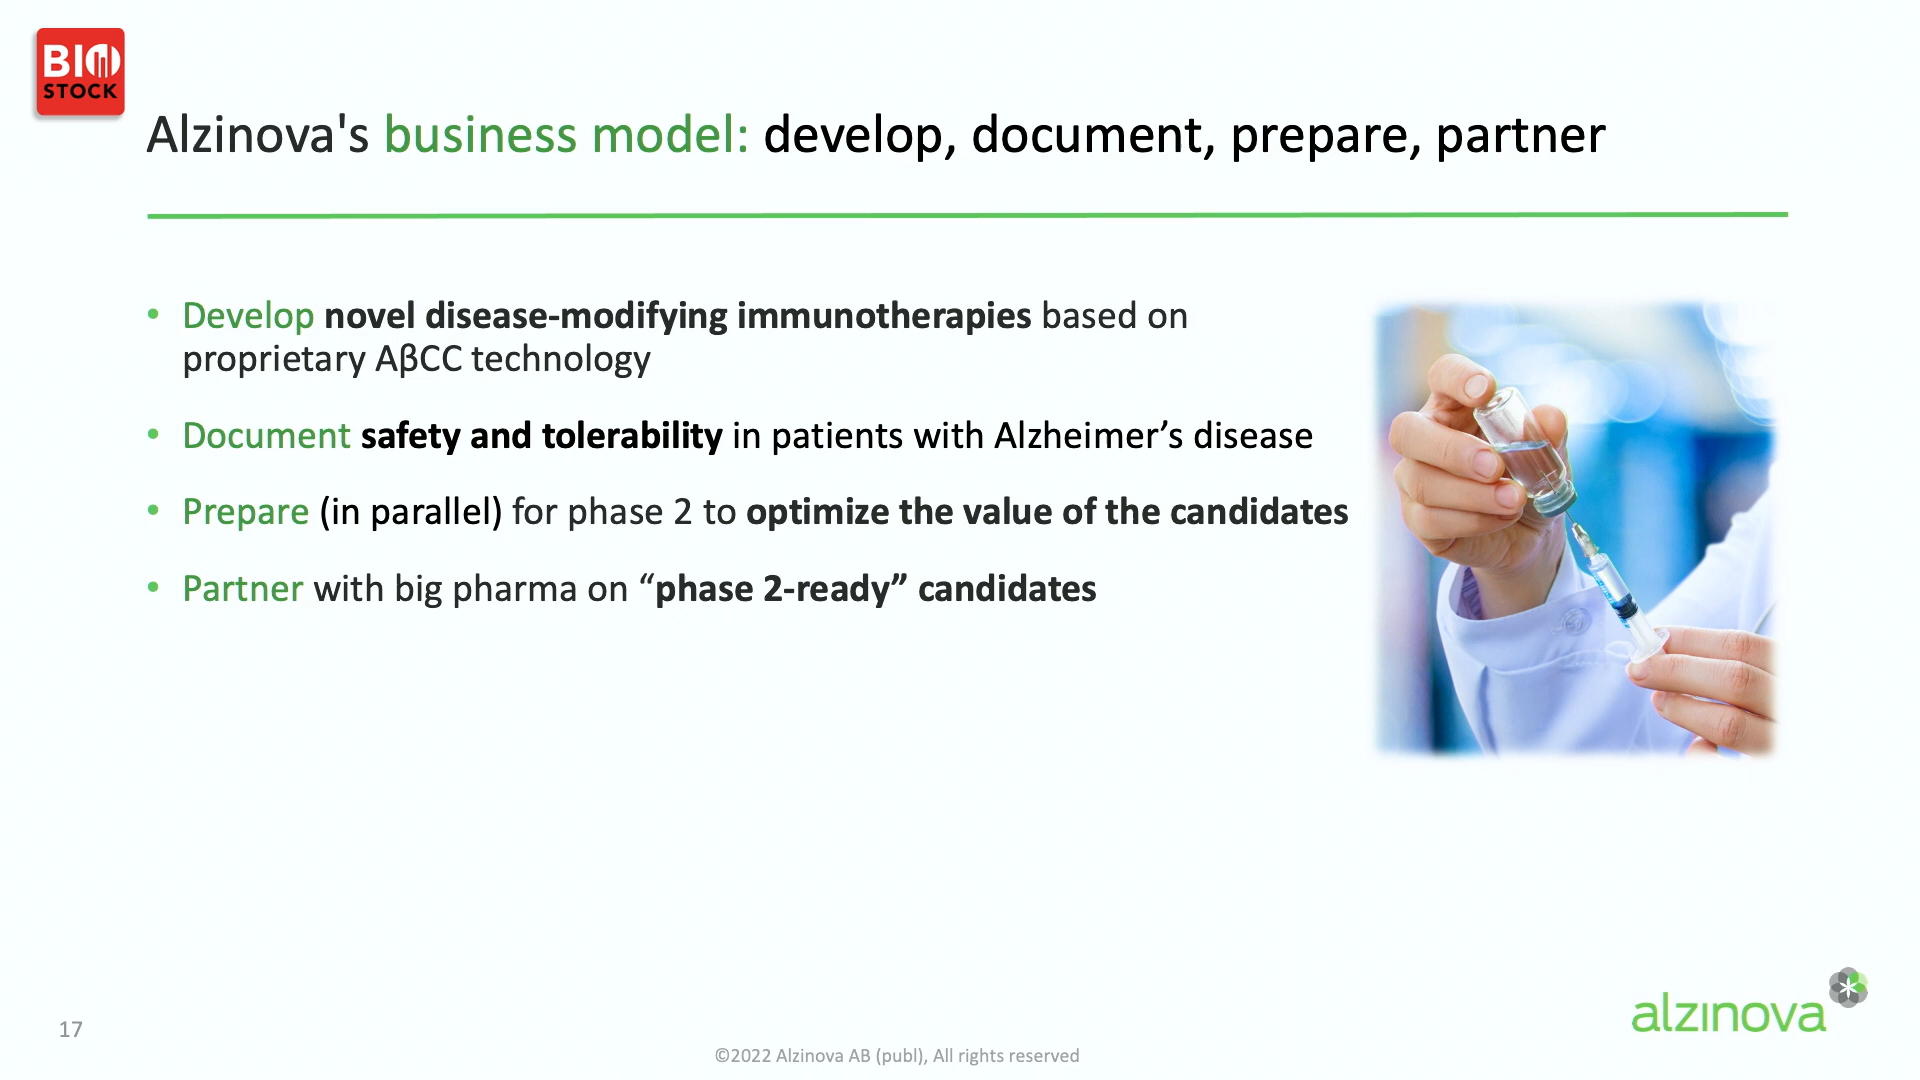 BIO
STOCK
Alzinova's business model: develop, document, prepare, partner
• Develop novel disease-modifying immunotherapies based on
proprietary AβCC technology
• Document safety and tolerability in patients with Alzheimer’s disease
• Prepare (in parallel) for phase 2 to optimize the value of the candidates
• Partner with big pharma on “phase 2-ready” candidates
alzinova
17
©2022 Alzinova AB (publ), All rights reserved